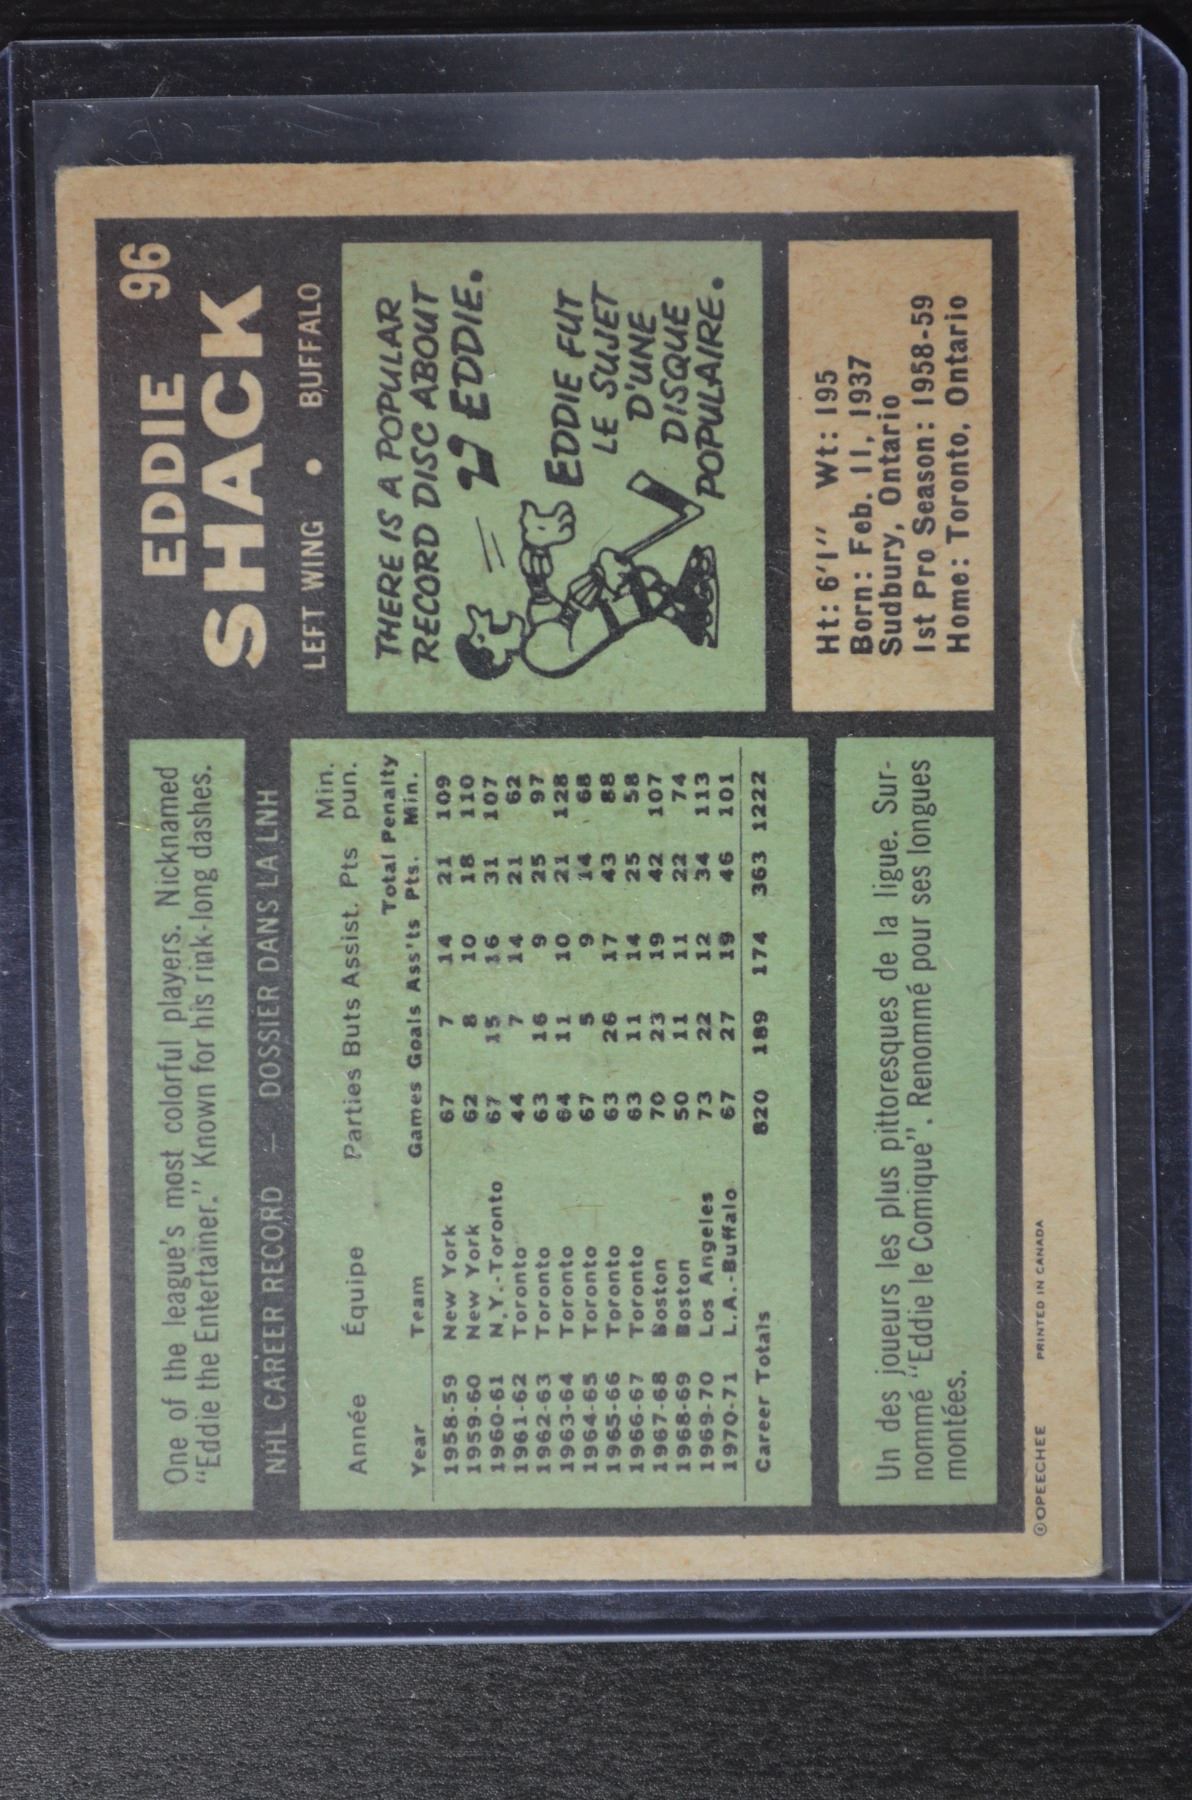 EDDIE 96
SHACK
LEFT WING • BUFFALO
One of the league's most colorful players. Nicknamed
"Eddie the Entertainer." Known for his rink-long dashes.
NHL CAREER RECORD — DOSSIER DANS LA LNH
Année Équipe Parties Buts Assist. Pts Min. pun.
Year Team Games Goals Ass'ts Total Pts. Penalty Min.
1958-59 New York 67 7 14 21 109
1959-60 New York 62 8 10 18 110
1960-61 N.Y.-Toronto 67 15 16 31 107
1961-62 Toronto 44 7 14 21 62
1962-63 Toronto 63 16 9 25 97
1963-64 Toronto 64 11 10 21 128
1964-65 Toronto 67 5 9 14 68
1965-66 Toronto 63 26 17 43 88
1966-67 Toronto 63 11 14 25 58
1967-68 Boston 70 23 19 42 107
1968-69 Boston 50 11 11 22 74
1969-70 Los Angeles 73 22 12 34 113
1970-71 L.A.-Buffalo 67 27 19 46 101
Career Totals 820 189 174 363 1222
THERE IS A POPULAR
RECORD DISC ABOUT
EDDIE.
EDDIE FUT
LE SUJET
D'UNE
DISQUE
POPULAIRE.
Un des joueurs les plus pittoresques de la ligue. Sur-
nommé "Eddie le Comique". Renommé pour ses longues
montées.
Ht: 6'1" Wt: 195
Born: Feb. 11, 1937
Sudbury, Ontario
1st Pro Season: 1958-59
Home: Toronto, Ontario
©OPEECHEE PRINTED IN CANADA